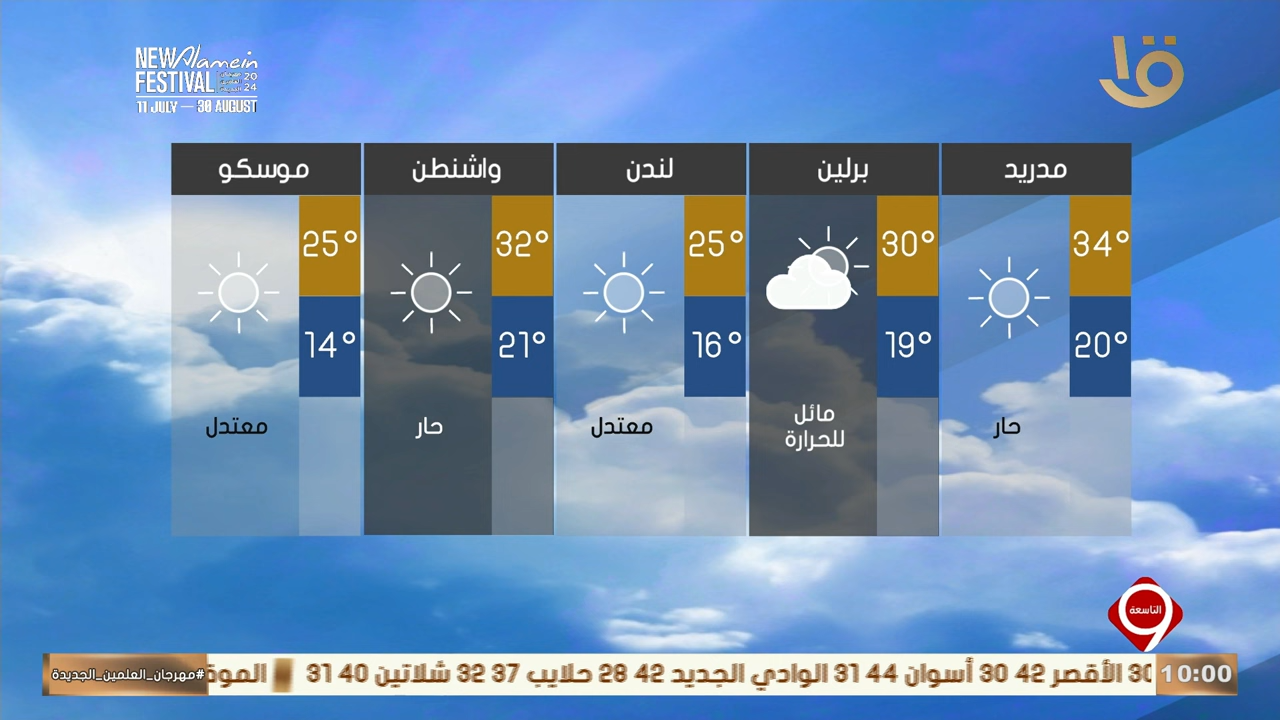 NEW Alamein
FESTIVAL 2024
11 JULY — 30 AUGUST
مدريد
34°
20°
حار
برلين
30°
19°
مائل
للحرارة
لندن
25°
16°
معتدل
واشنطن
32°
21°
حار
موسكو
25°
14°
معتدل
التاسعة
9
10:00
30 الأقصر 42 30 أسوان 44 31 الوادي الجديد 42 28 حلايب 37 32 شلاتين 40 31
#مهرجان_العلمين_الجديدة